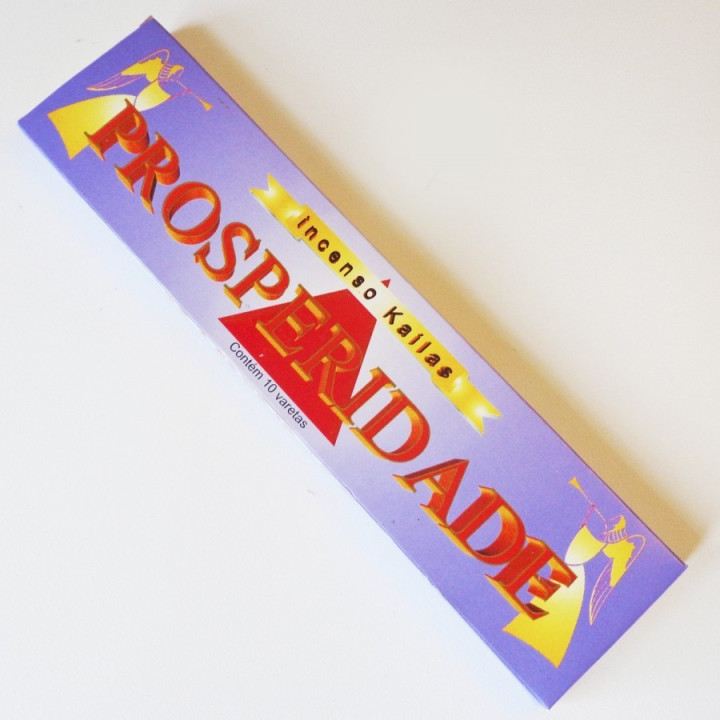 Incenso Kailas
PROSPERIDADE
Contém 10 varetas